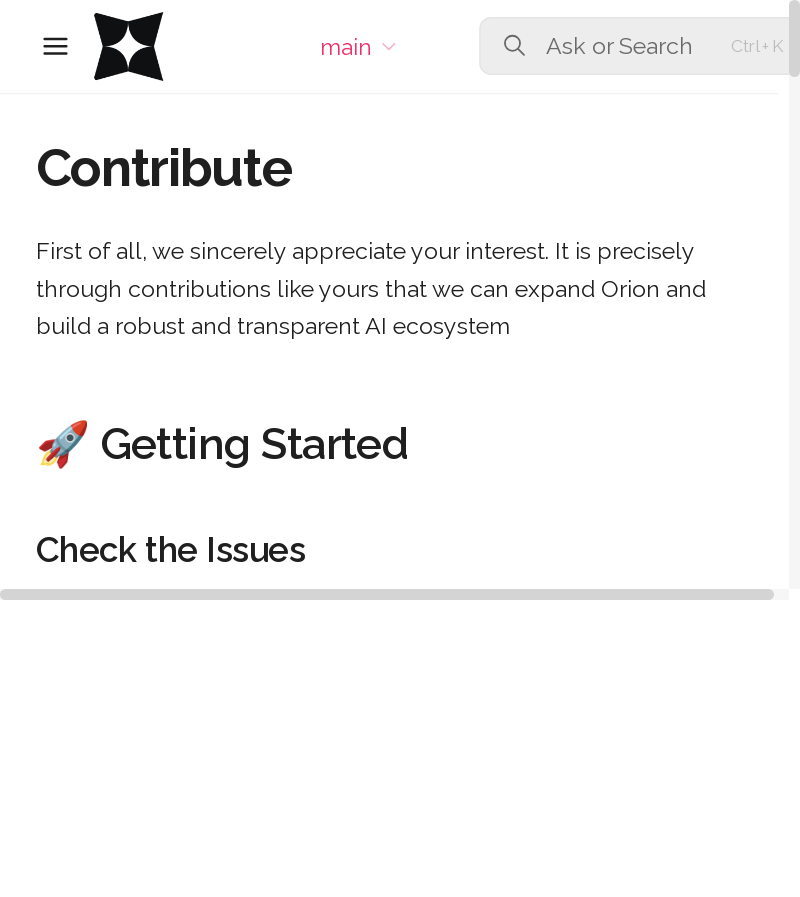 main
Ask or Search
Ctrl + K
Contribute
First of all, we sincerely appreciate your interest. It is precisely
through contributions like yours that we can expand Orion and
build a robust and transparent AI ecosystem
🚀 Getting Started
Check the Issues